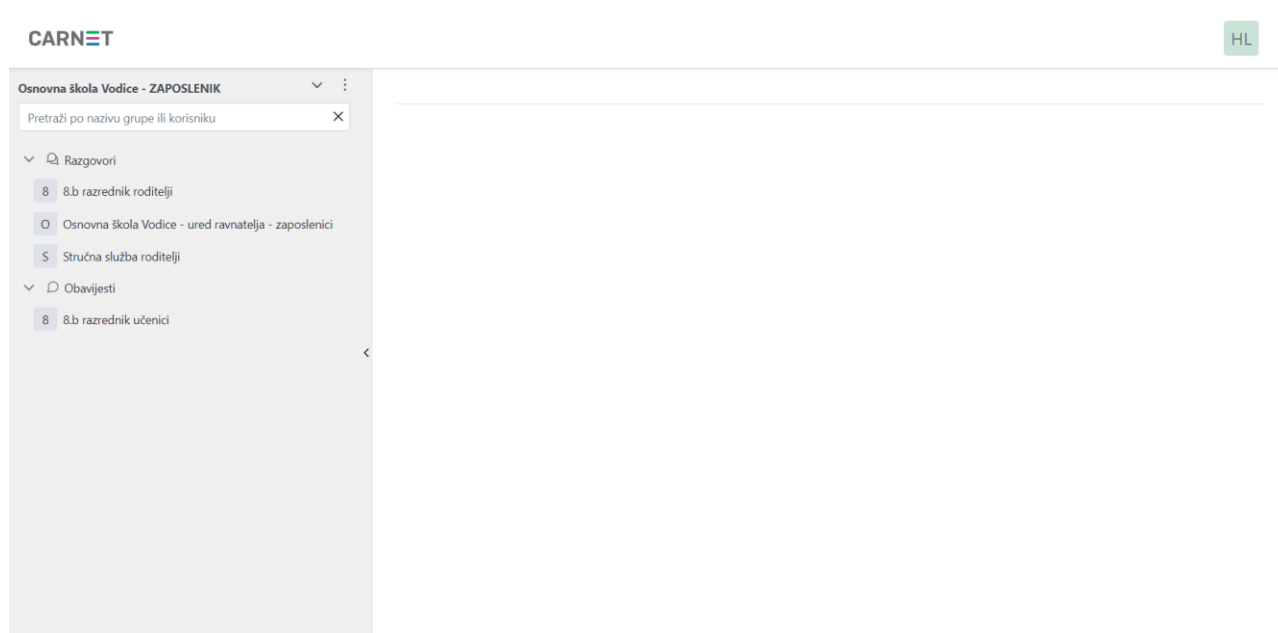 CARNET
HL
Osnovna škola Vodice - ZAPOSLENIK
Pretraži po nazivu grupe ili korisniku
Razgovori
8 8.b razrednik roditelji
O Osnovna škola Vodice - ured ravnatelja - zaposlenici
S Stručna služba roditelji
Obavijesti
8 8.b razrednik učenici